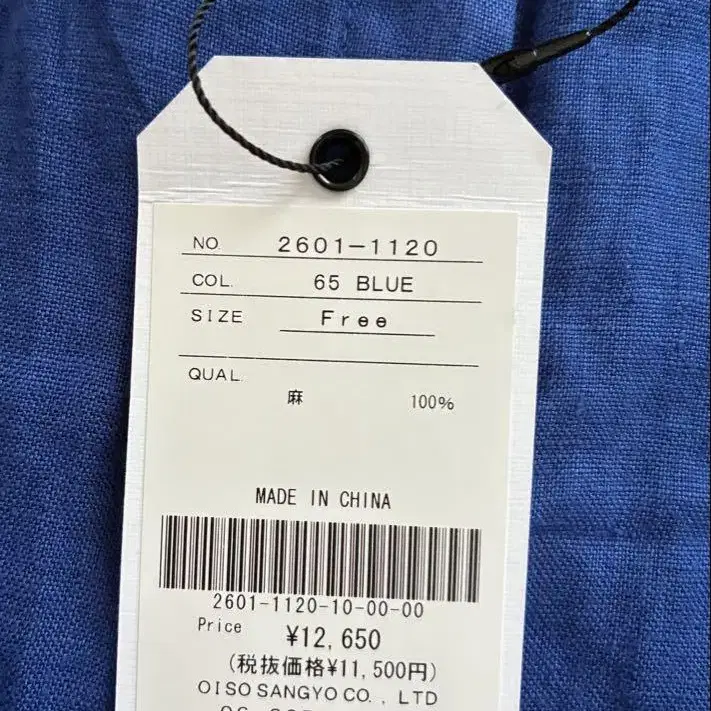 NO. 2601-1120
COL. 65 BLUE
SIZE Free
QUAL.
麻 100%
MADE IN CHINA
2601-1120-10-00-00
Price ¥12,650
(税抜価格¥11,500円)
OISO SANGYO CO., LTD